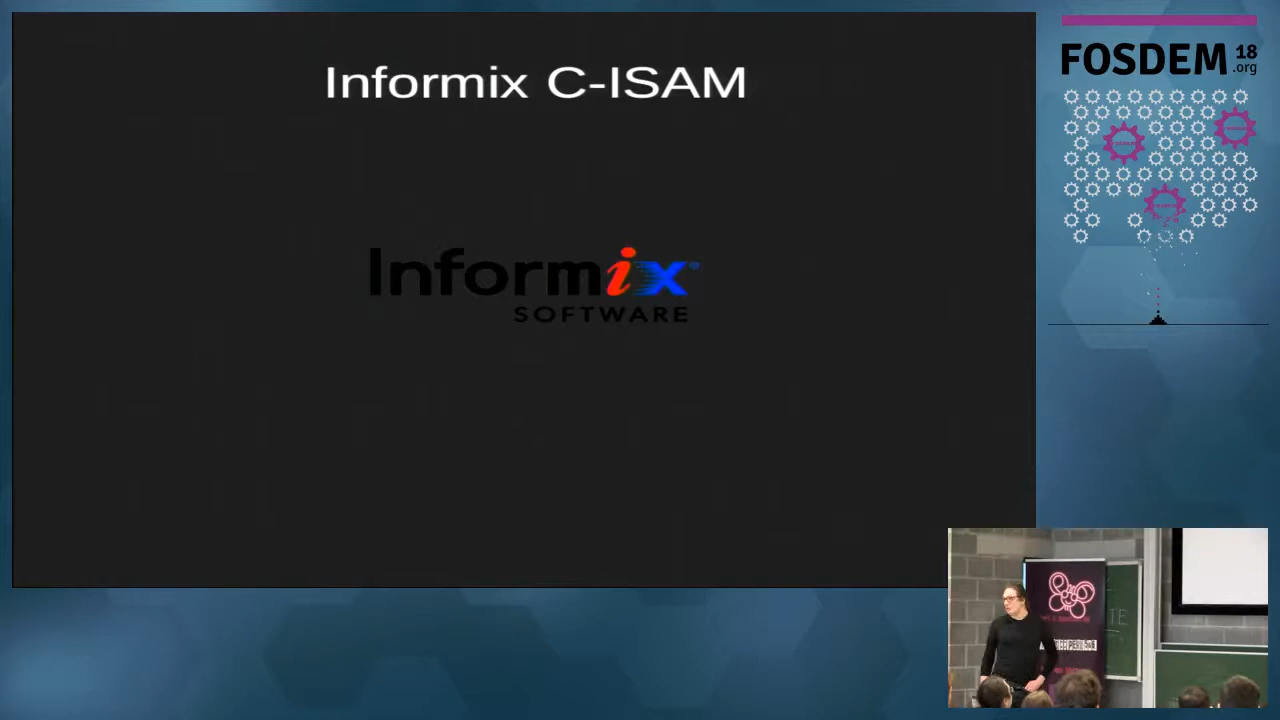 Informix C-ISAM
Informix®
SOFTWARE
FOSDEM 18
.org